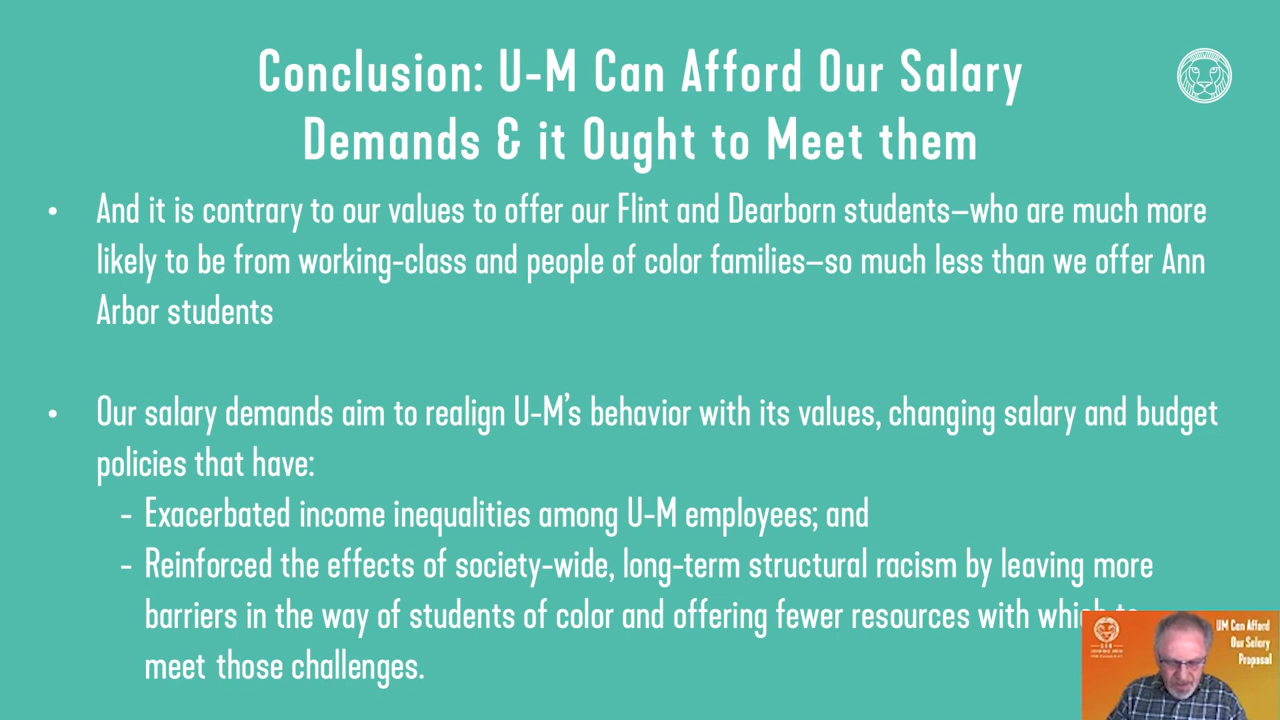 Conclusion: U-M Can Afford Our Salary
Demands & it Ought to Meet them
• And it is contrary to our values to offer our Flint and Dearborn students—who are much more
likely to be from working-class and people of color families—so much less than we offer Ann
Arbor students
• Our salary demands aim to realign U-M's behavior with its values, changing salary and budget
policies that have:
- Exacerbated income inequalities among U-M employees; and
- Reinforced the effects of society-wide, long-term structural racism by leaving more
barriers in the way of students of color and offering fewer resources with which to
meet those challenges.
UM Can Afford
Our Salary
Proposal